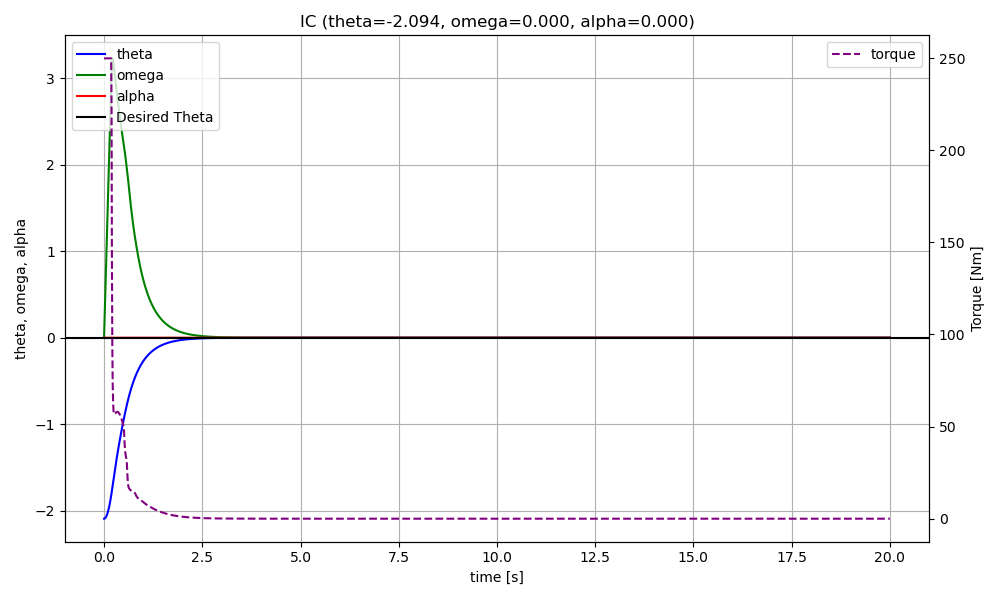 IC (theta=-2.094, omega=0.000, alpha=0.000)
theta
omega
alpha
Desired Theta
torque
theta, omega, alpha
3
2
1
0
−1
−2
250
200
150
100
50
0
Torque [Nm]
0.0 2.5 5.0 7.5 10.0 12.5 15.0 17.5 20.0
time [s]